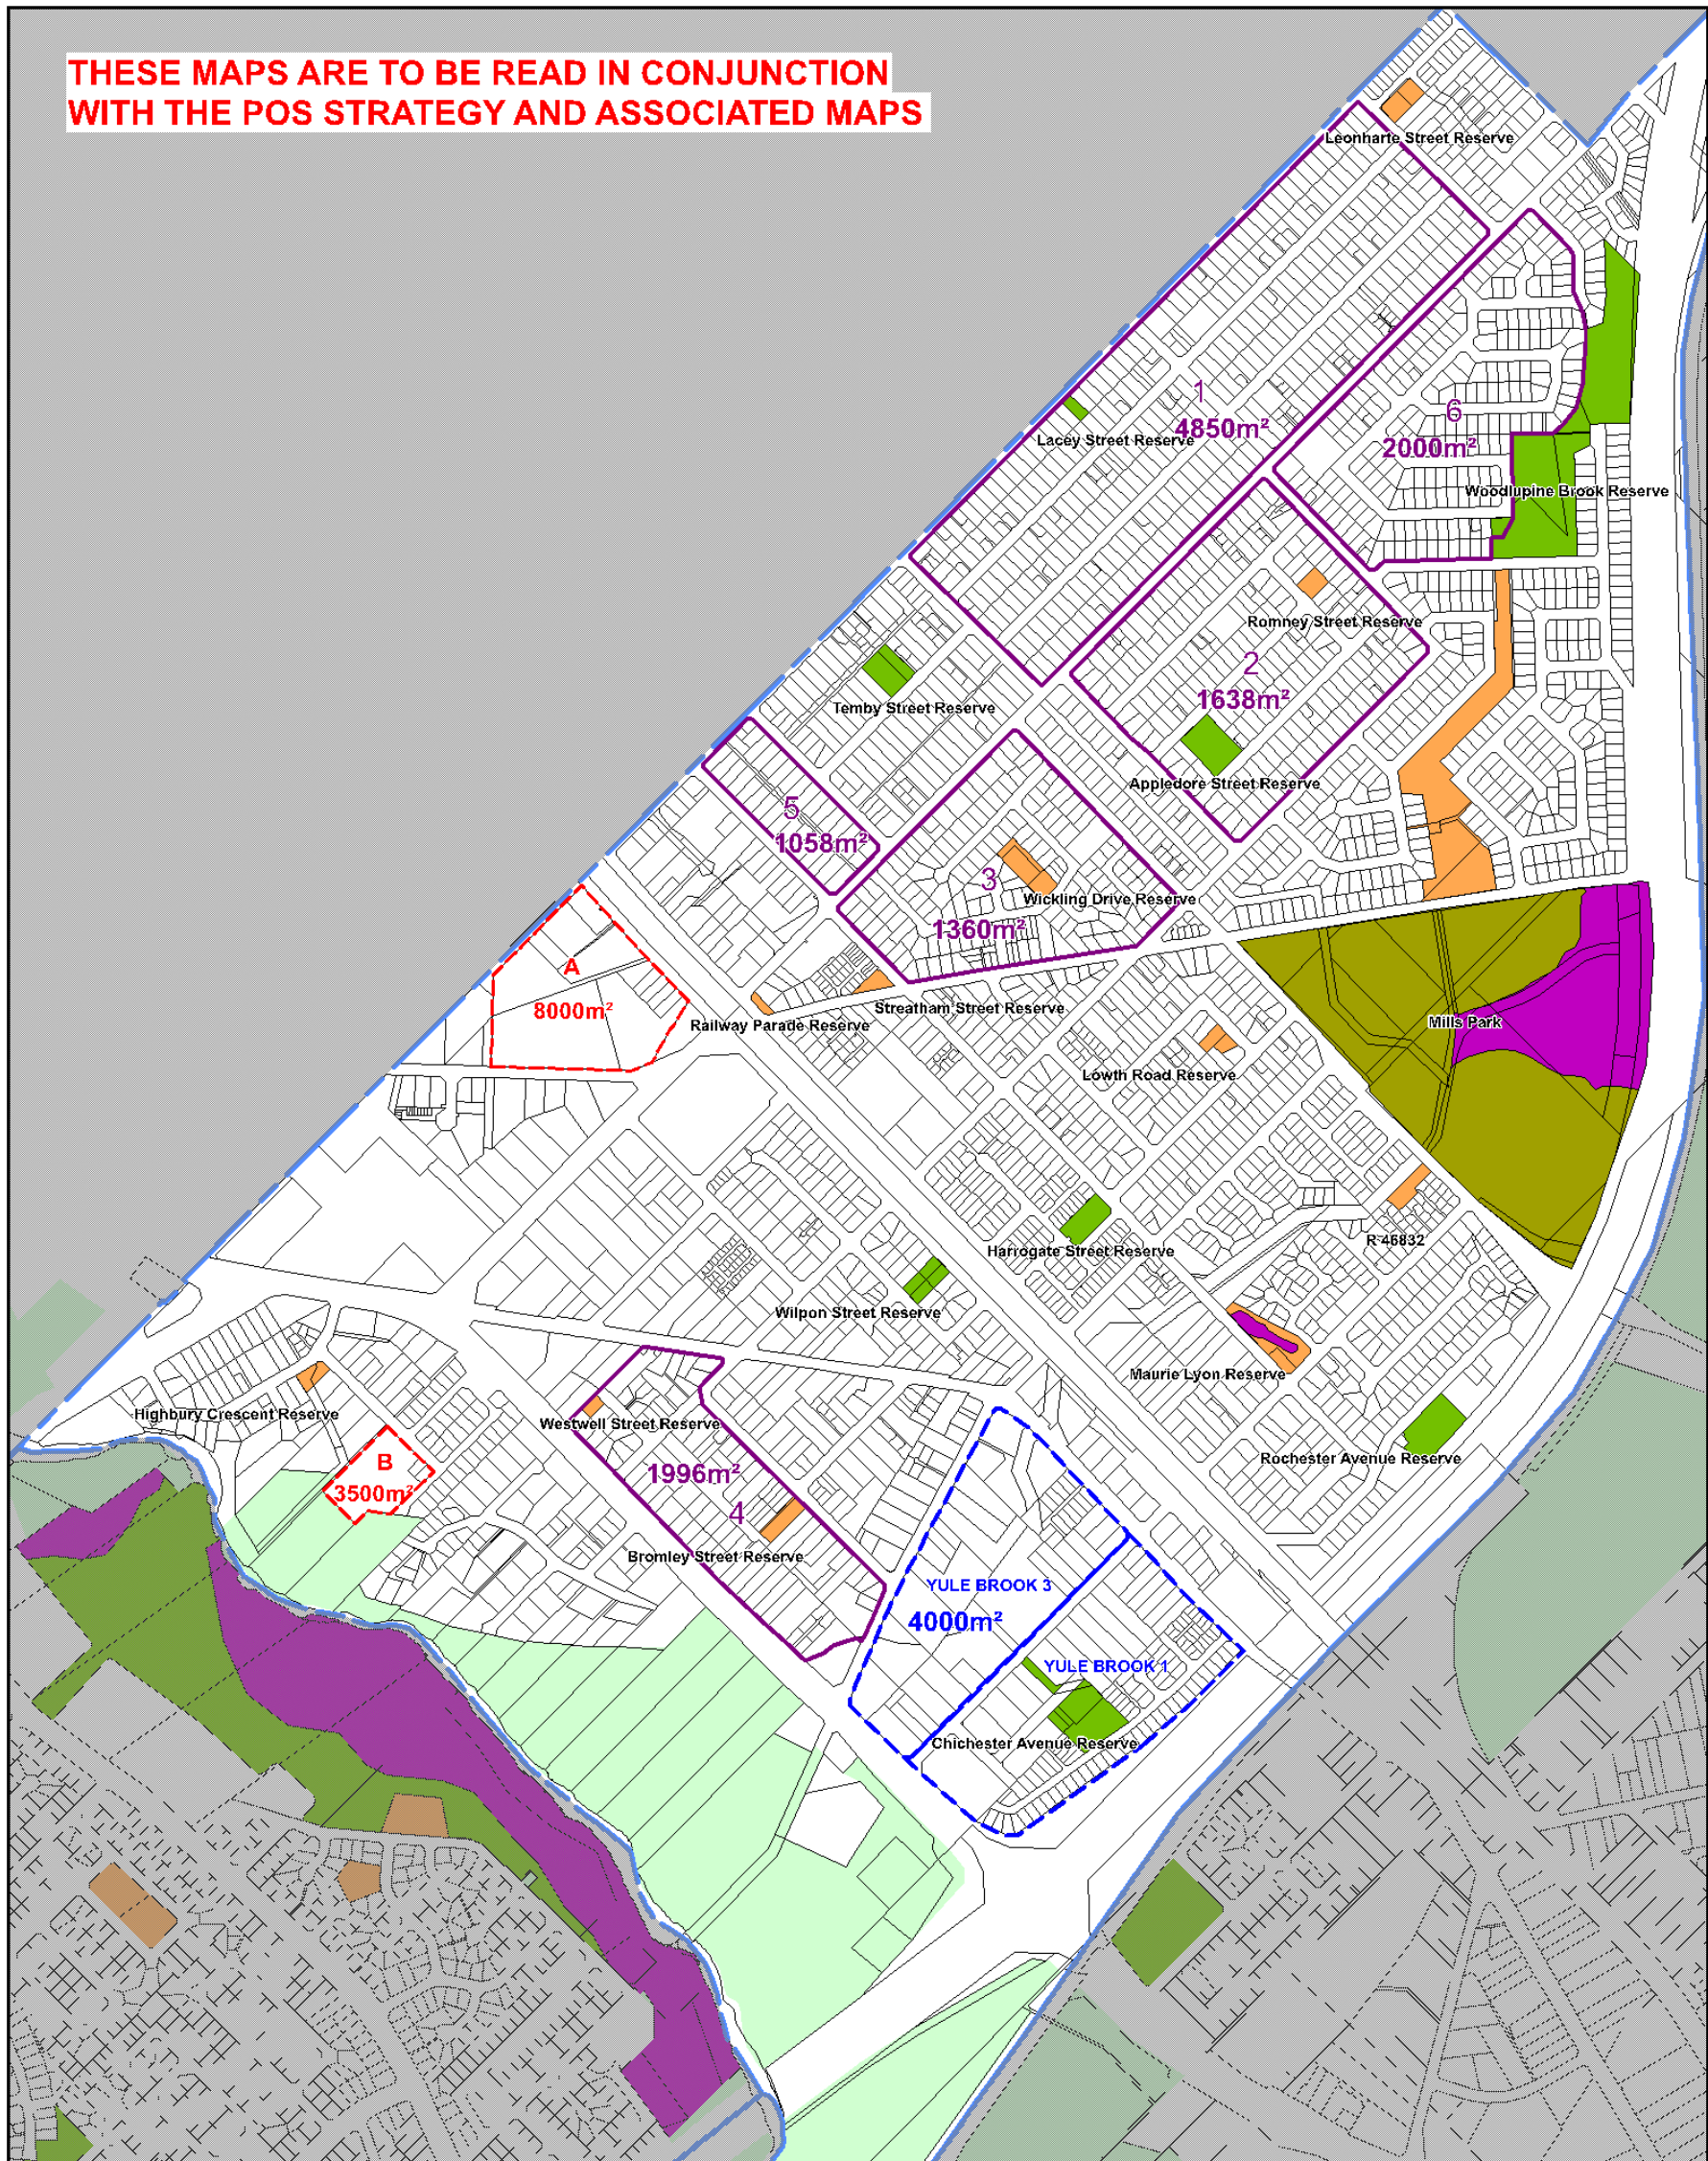 THESE MAPS ARE TO BE READ IN CONJUNCTION
WITH THE POS STRATEGY AND ASSOCIATED MAPS
Leonharte Street Reserve
1
4850m²
Lacey Street Reserve
6
2000m²
Woodlupine Brook Reserve
Romney Street Reserve
2
1638m²
Temby Street Reserve
Appledore Street Reserve
5
1058m²
3
Wickling Drive Reserve
1360m²
A
8000m²
Streatham Street Reserve
Railway Parade Reserve
Mills Park
Lowth Road Reserve
R 46832
Harrogate Street Reserve
Wilpon Street Reserve
Maurie Lyon Reserve
Highbury Crescent Reserve
Westwell Street Reserve
Rochester Avenue Reserve
B
3500m²
1996m²
4
Bromley Street Reserve
YULE BROOK 3
4000m²
YULE BROOK 1
Chichester Avenue Reserve